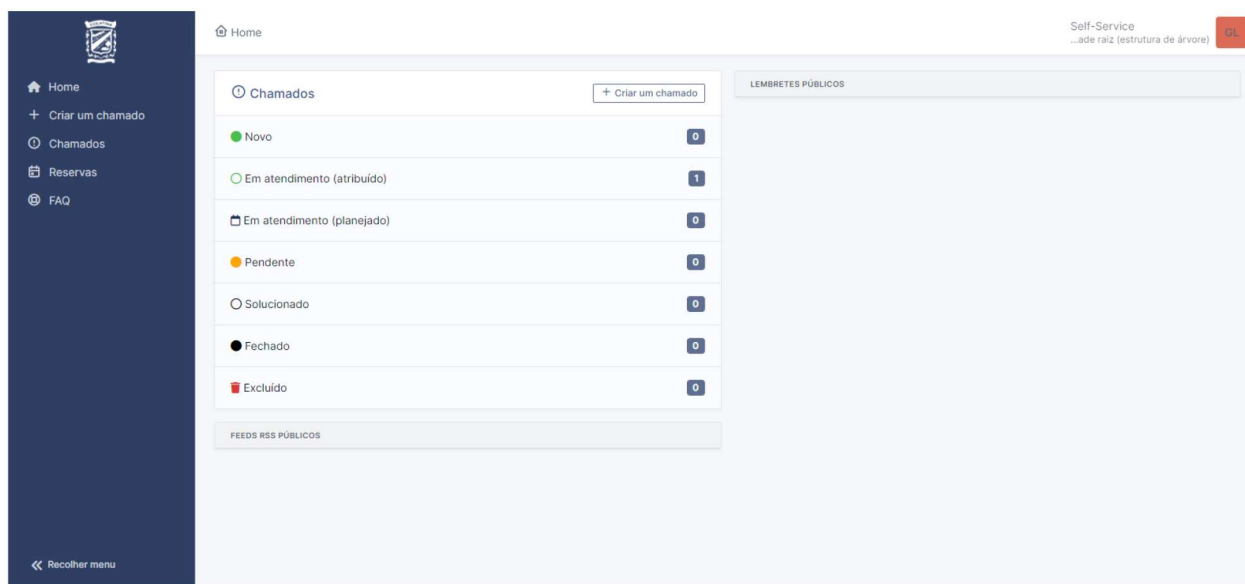 Home
Criar um chamado
Chamados
Reservas
FAQ
Recolher menu
Home
Self-Service
...ade raiz (estrutura de árvore)
GL
Chamados
+ Criar um chamado
Novo 0
Em atendimento (atribuído) 1
Em atendimento (planejado) 0
Pendente 0
Solucionado 0
Fechado 0
Excluído 0
FEEDS RSS PÚBLICOS
LEMBRETES PÚBLICOS